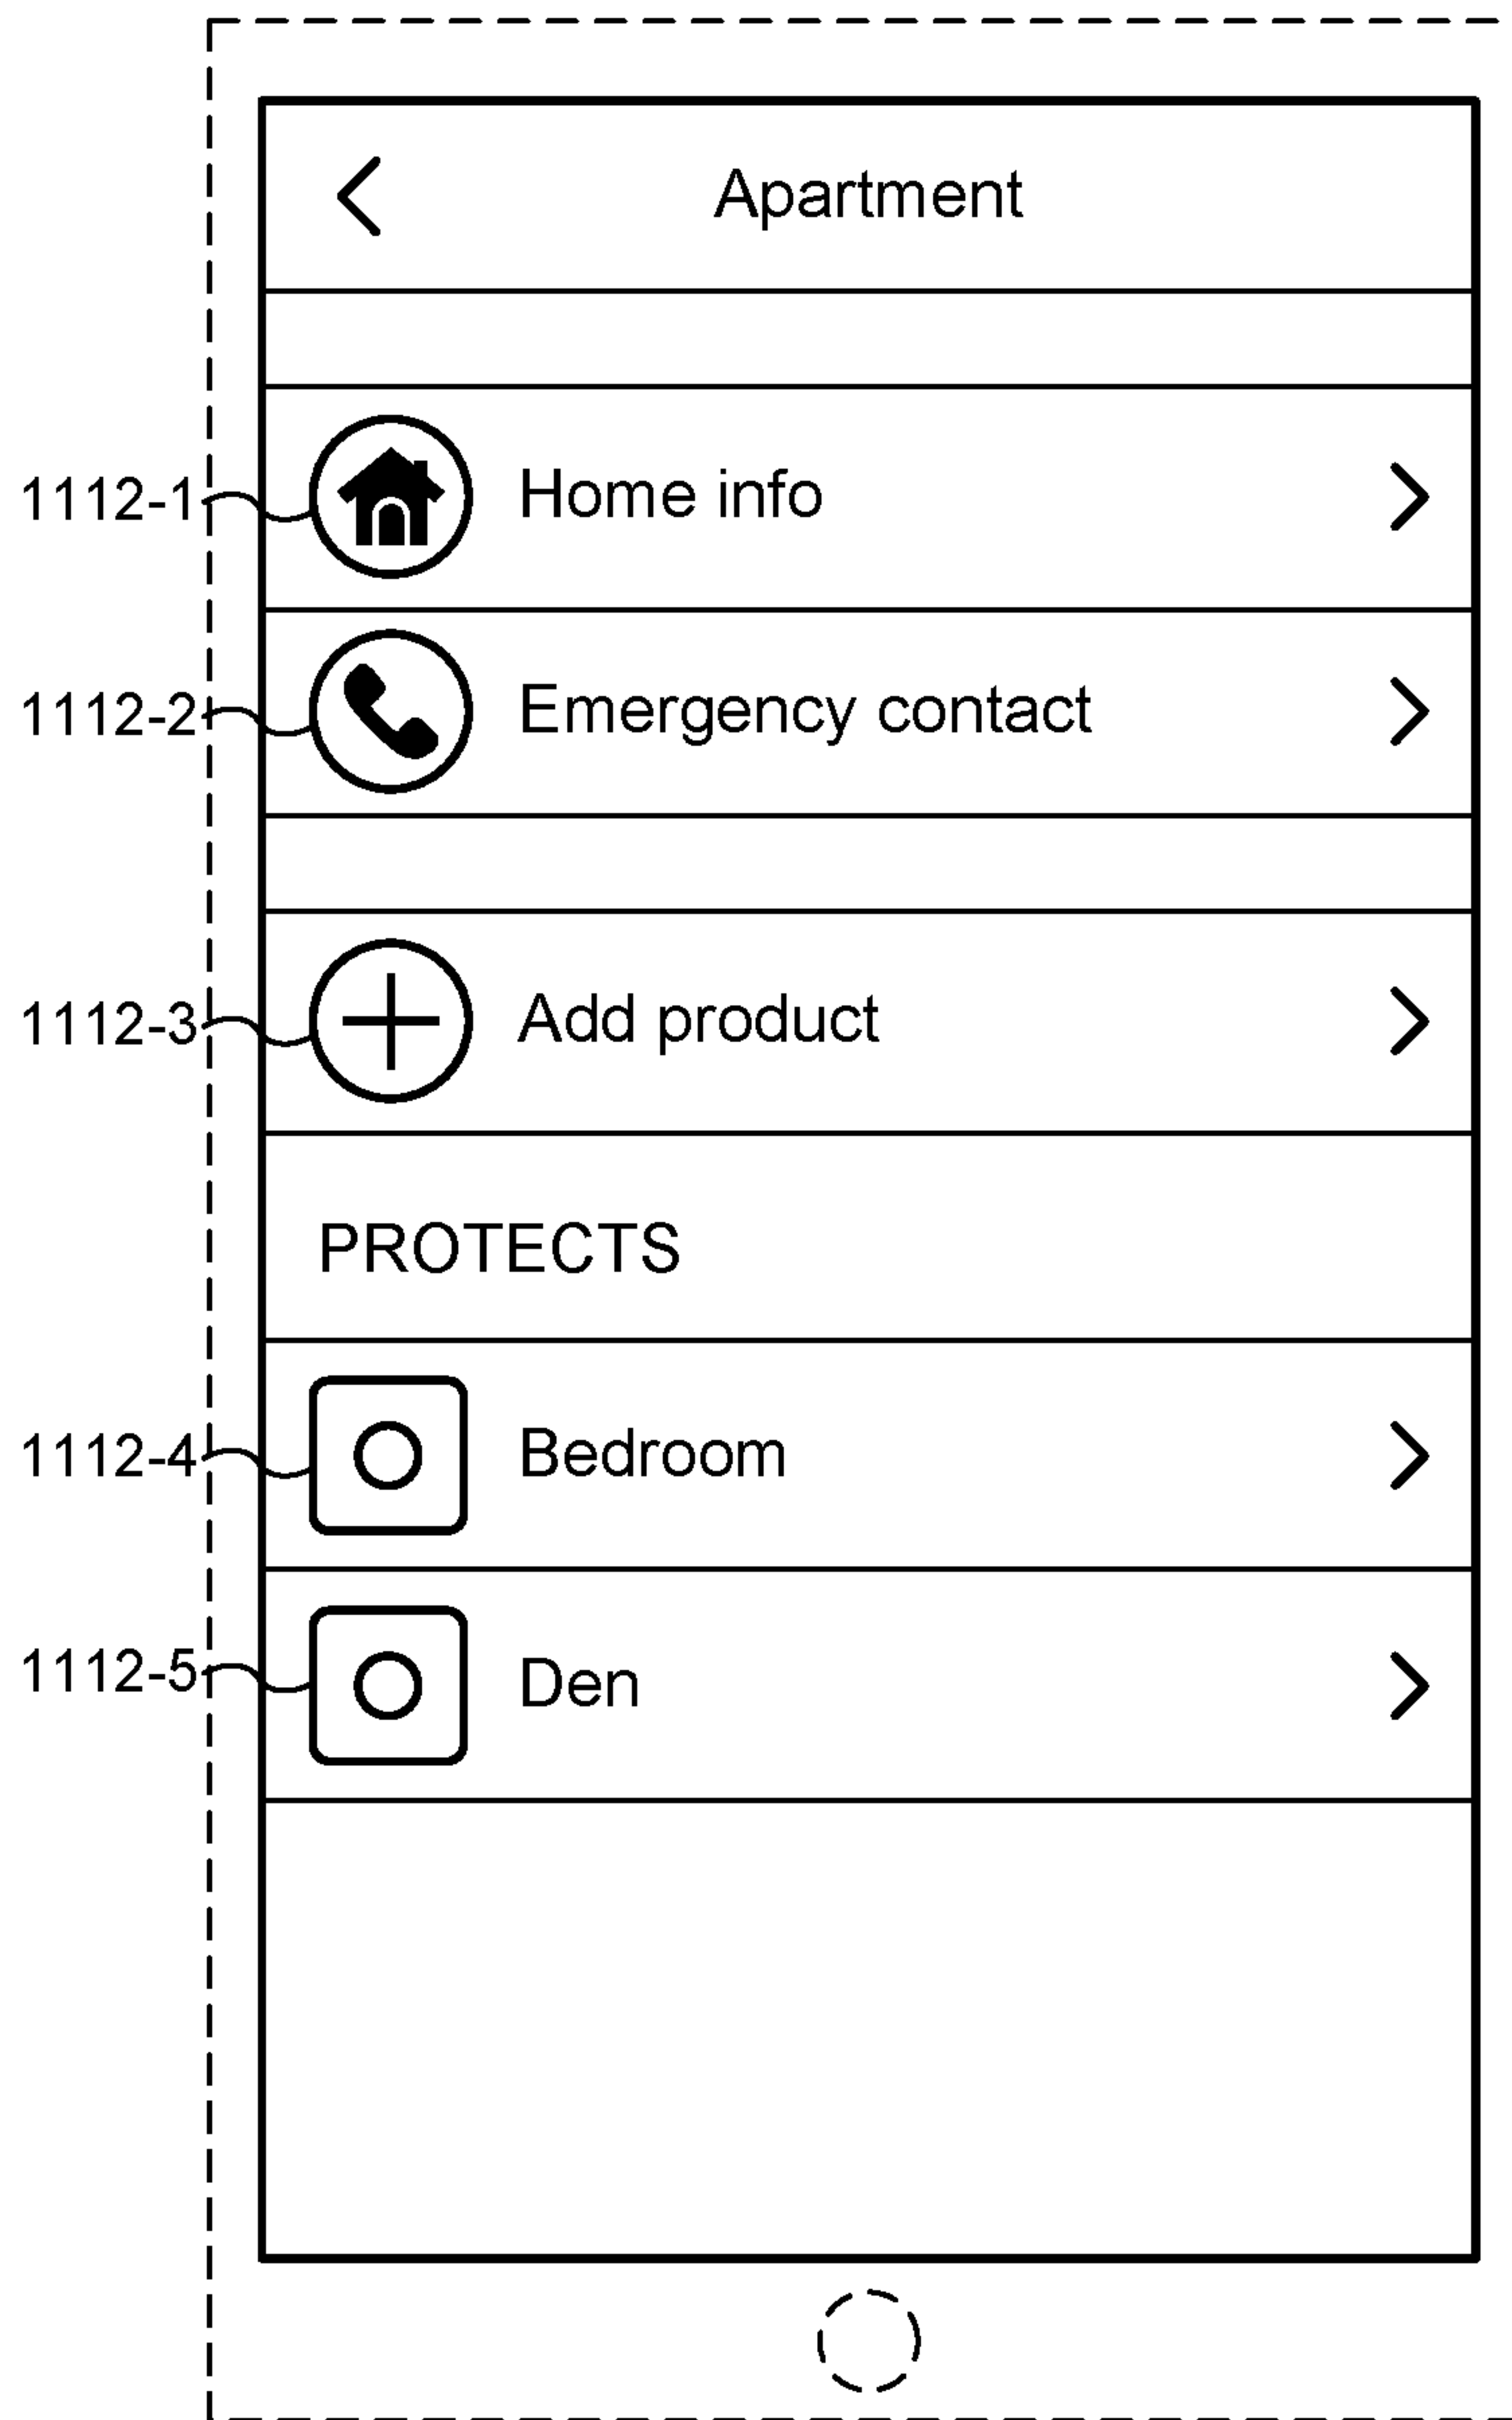 Apartment
1112-1 Home info
1112-2 Emergency contact
1112-3 Add product
PROTECTS
1112-4 Bedroom
1112-5 Den